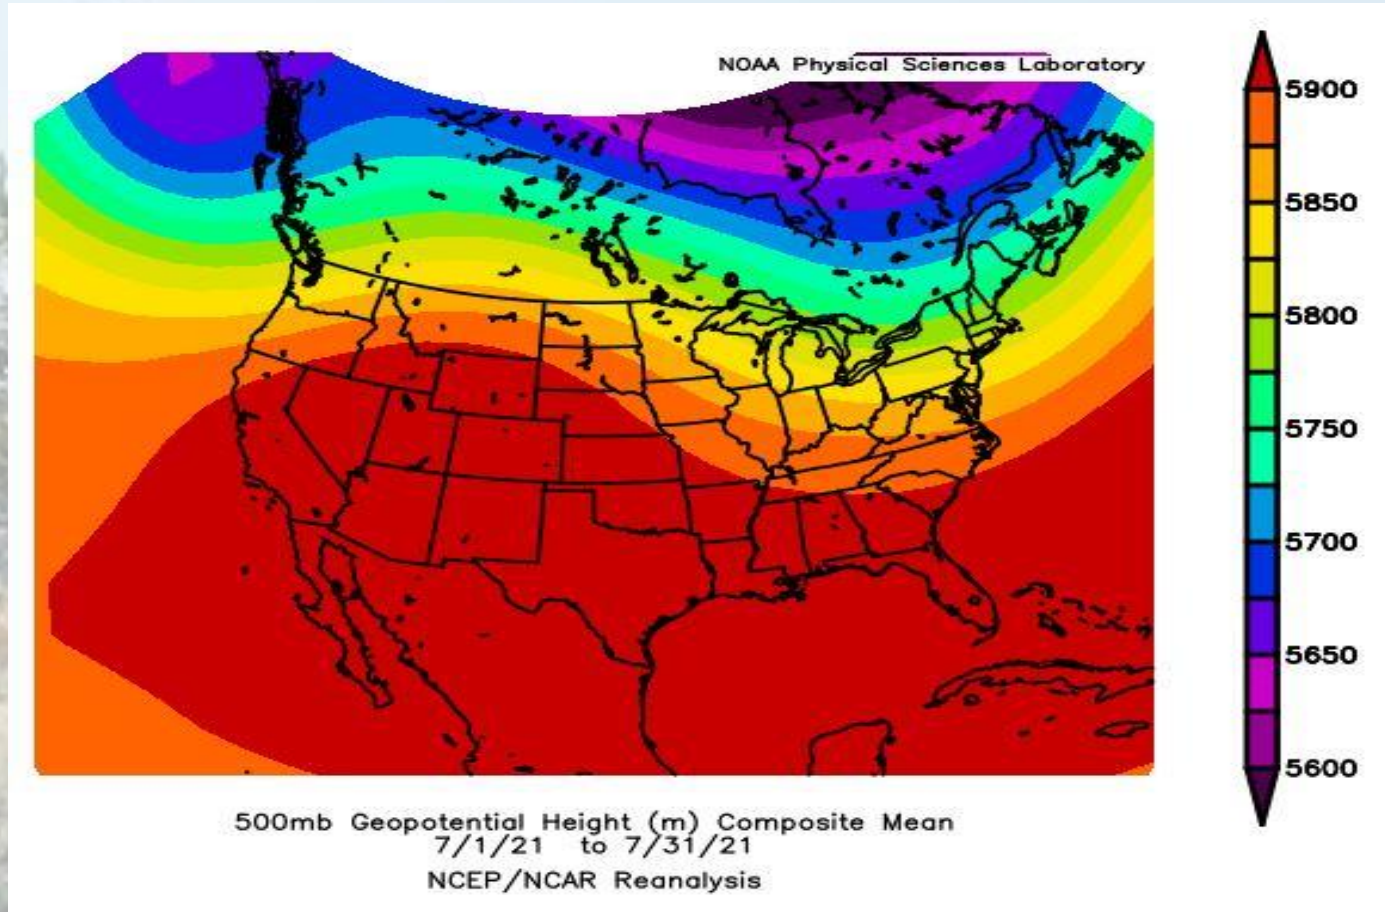 NOAA Physical Sciences Laboratory
5900
5850
5800
5750
5700
5650
5600
500mb Geopotential Height (m) Composite Mean
7/1/21 to 7/31/21
NCEP/NCAR Reanalysis